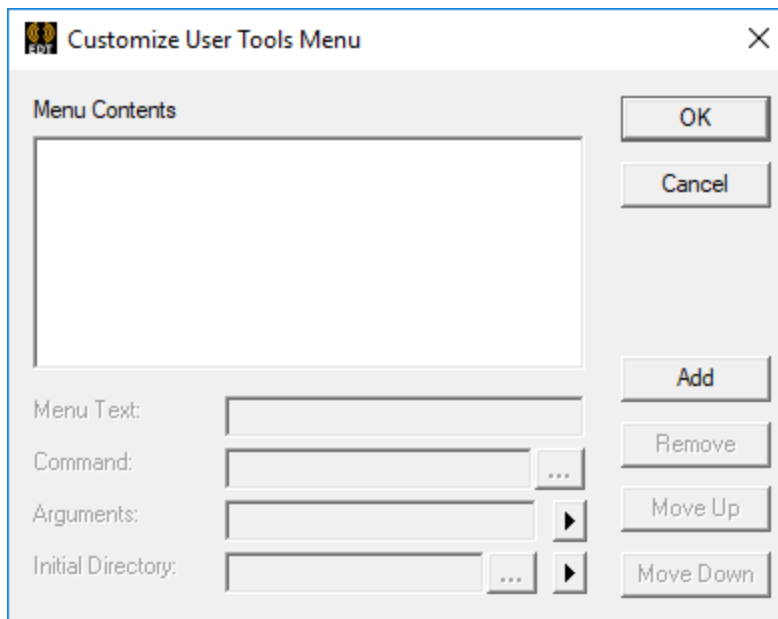 EDT Customize User Tools Menu
Menu Contents
OK
Cancel
Add
Menu Text:
Remove
Command:
...
Arguments:
Move Up
Initial Directory:
...
Move Down